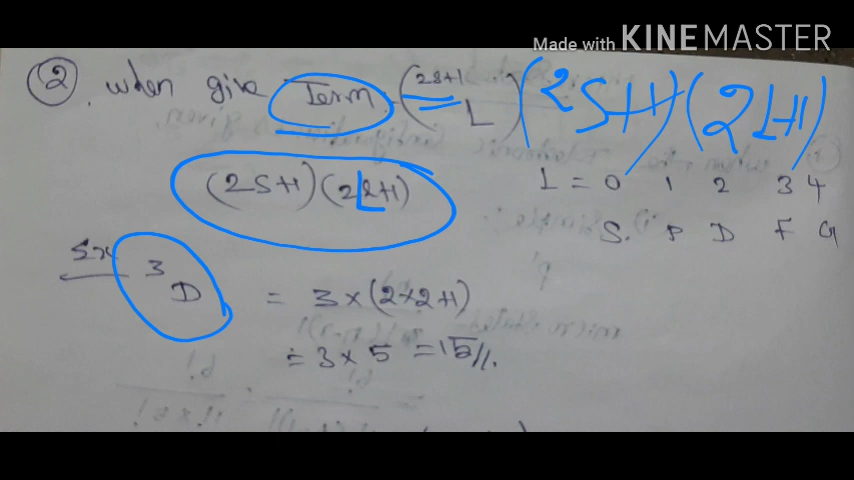 Made with KINEMASTER
② when give Term: (2s+1 L) (2S+1)(2L+1)
(2S+1)(2L+1)
L = 0 1 2 3 4
S. P D F G
Ex
3D = 3×(2×2+1)
= 3×5 = 15//.